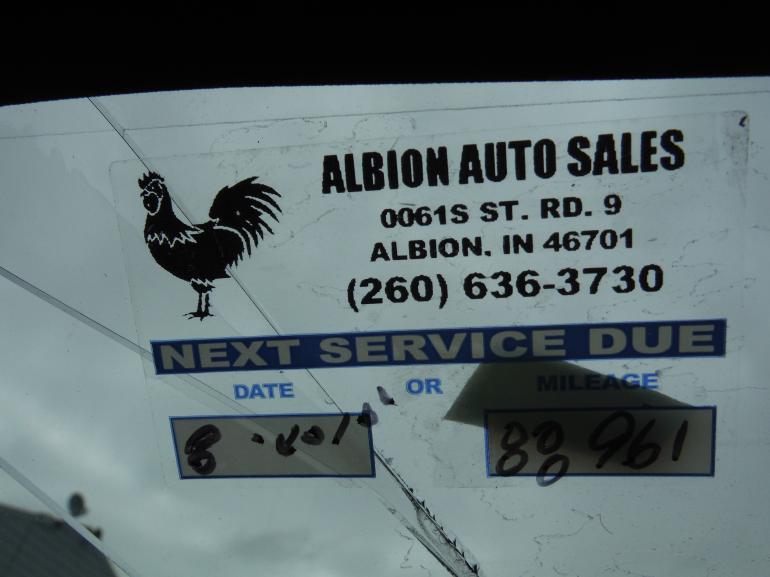 ALBION AUTO SALES
0061S ST. RD. 9
ALBION, IN 46701
(260) 636-3730
NEXT SERVICE DUE
DATE OR MILEAGE
961